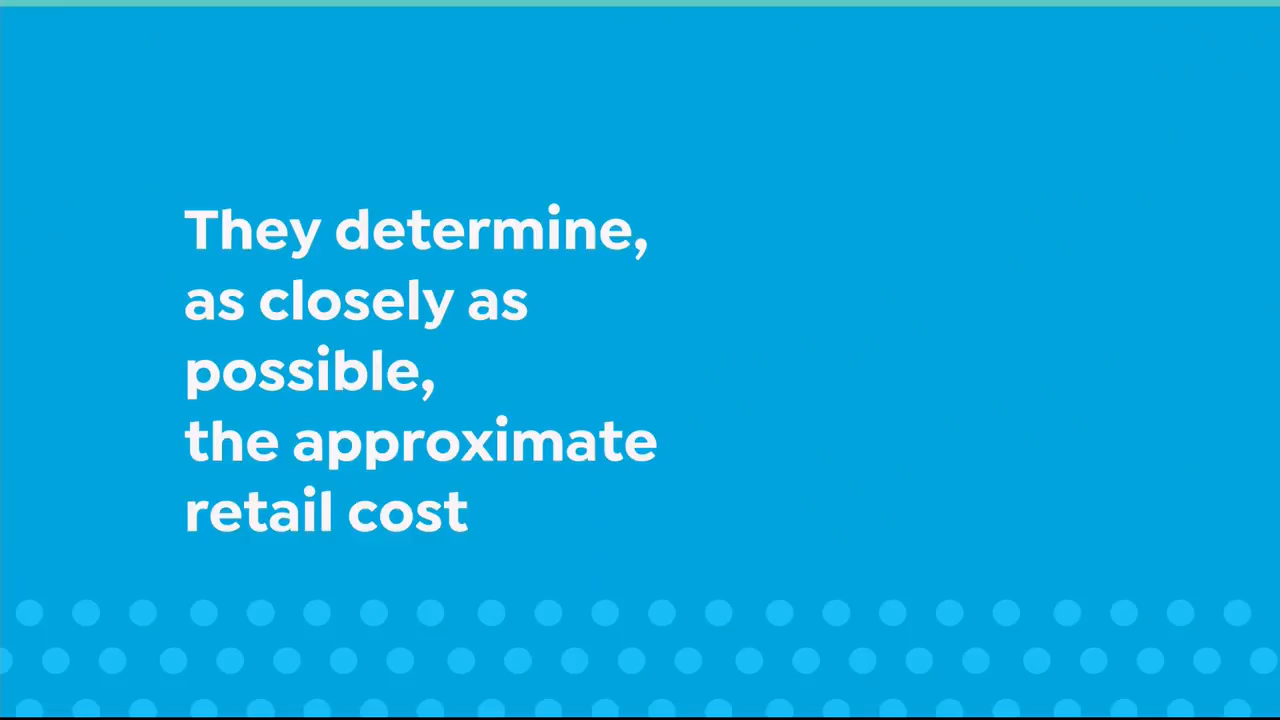 They determine,
as closely as
possible,
the approximate
retail cost